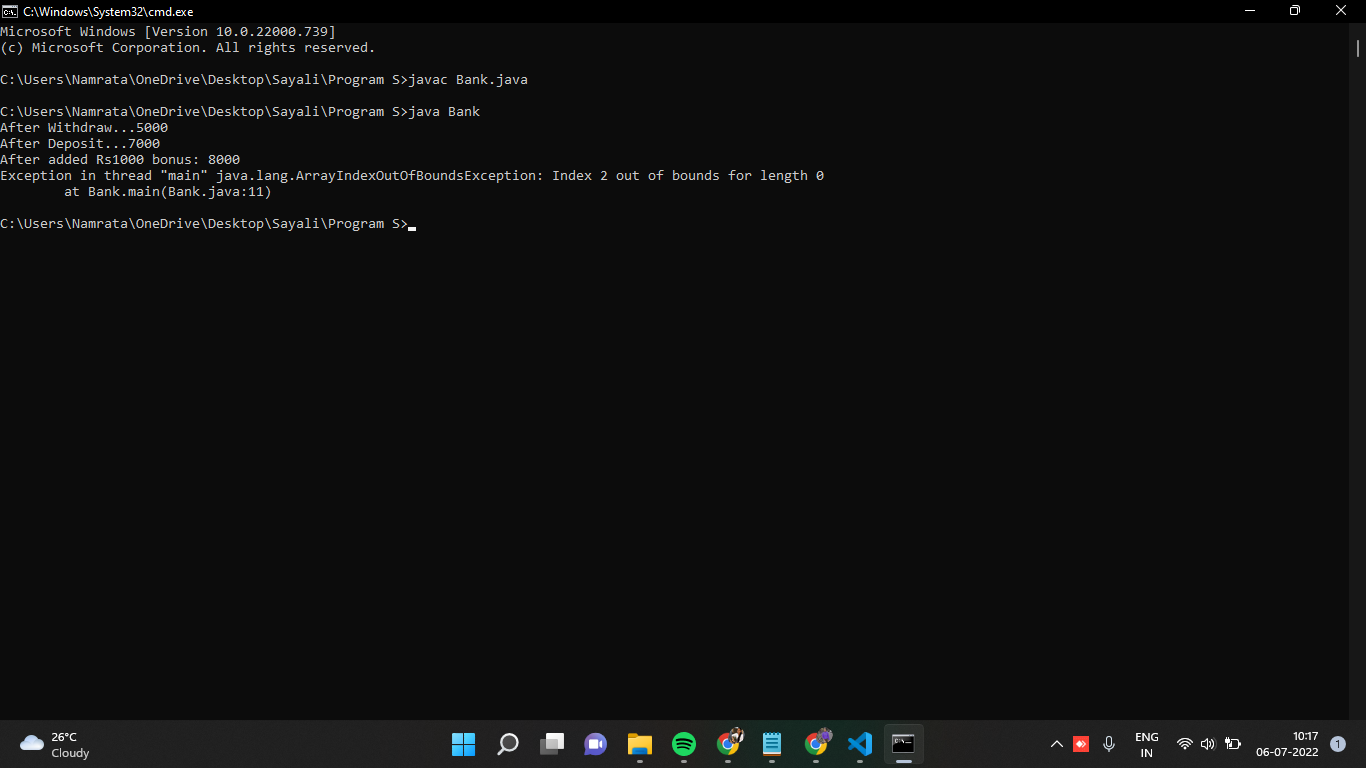 C:\Windows\System32\cmd.exe
Microsoft Windows [Version 10.0.22000.739]
(c) Microsoft Corporation. All rights reserved.
C:\Users\Namrata\OneDrive\Desktop\Sayali\Program S>javac Bank.java
C:\Users\Namrata\OneDrive\Desktop\Sayali\Program S>java Bank
After Withdraw...5000
After Deposit...7000
After added Rs1000 bonus: 8000
Exception in thread "main" java.lang.ArrayIndexOutOfBoundsException: Index 2 out of bounds for length 0
at Bank.main(Bank.java:11)
C:\Users\Namrata\OneDrive\Desktop\Sayali\Program S>
26°C
Cloudy
ENG
IN
10:17
06-07-2022
1